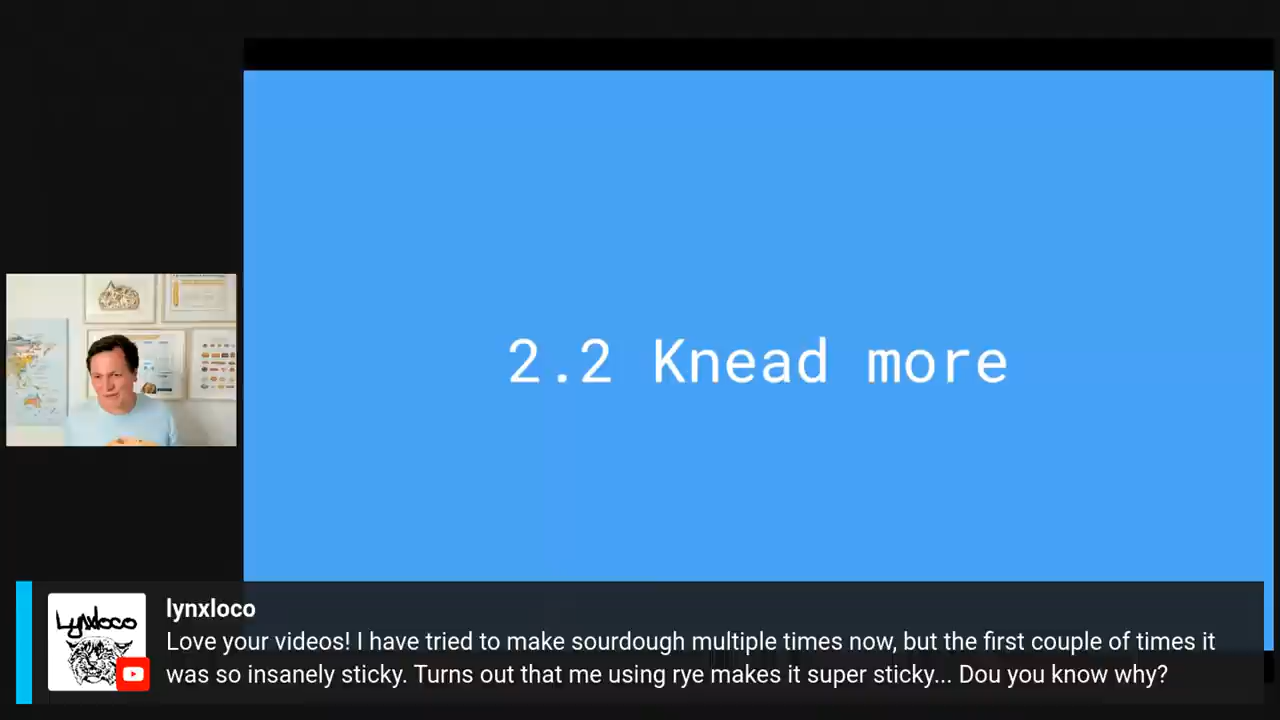 2.2 Knead more
Lynxloco
lynxloco
Love your videos! I have tried to make sourdough multiple times now, but the first couple of times it
was so insanely sticky. Turns out that me using rye makes it super sticky... Dou you know why?